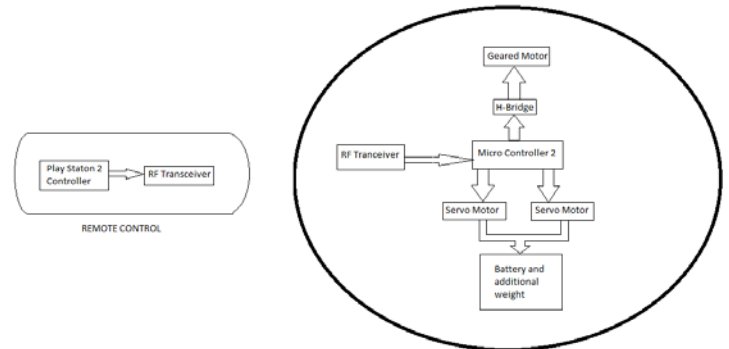 Play Staton 2
Controller
RF Transceiver
REMOTE CONTROL
Geared Motor
H-Bridge
RF Tranceiver
Micro Controller 2
Servo Motor
Servo Motor
Battery and
additional
weight